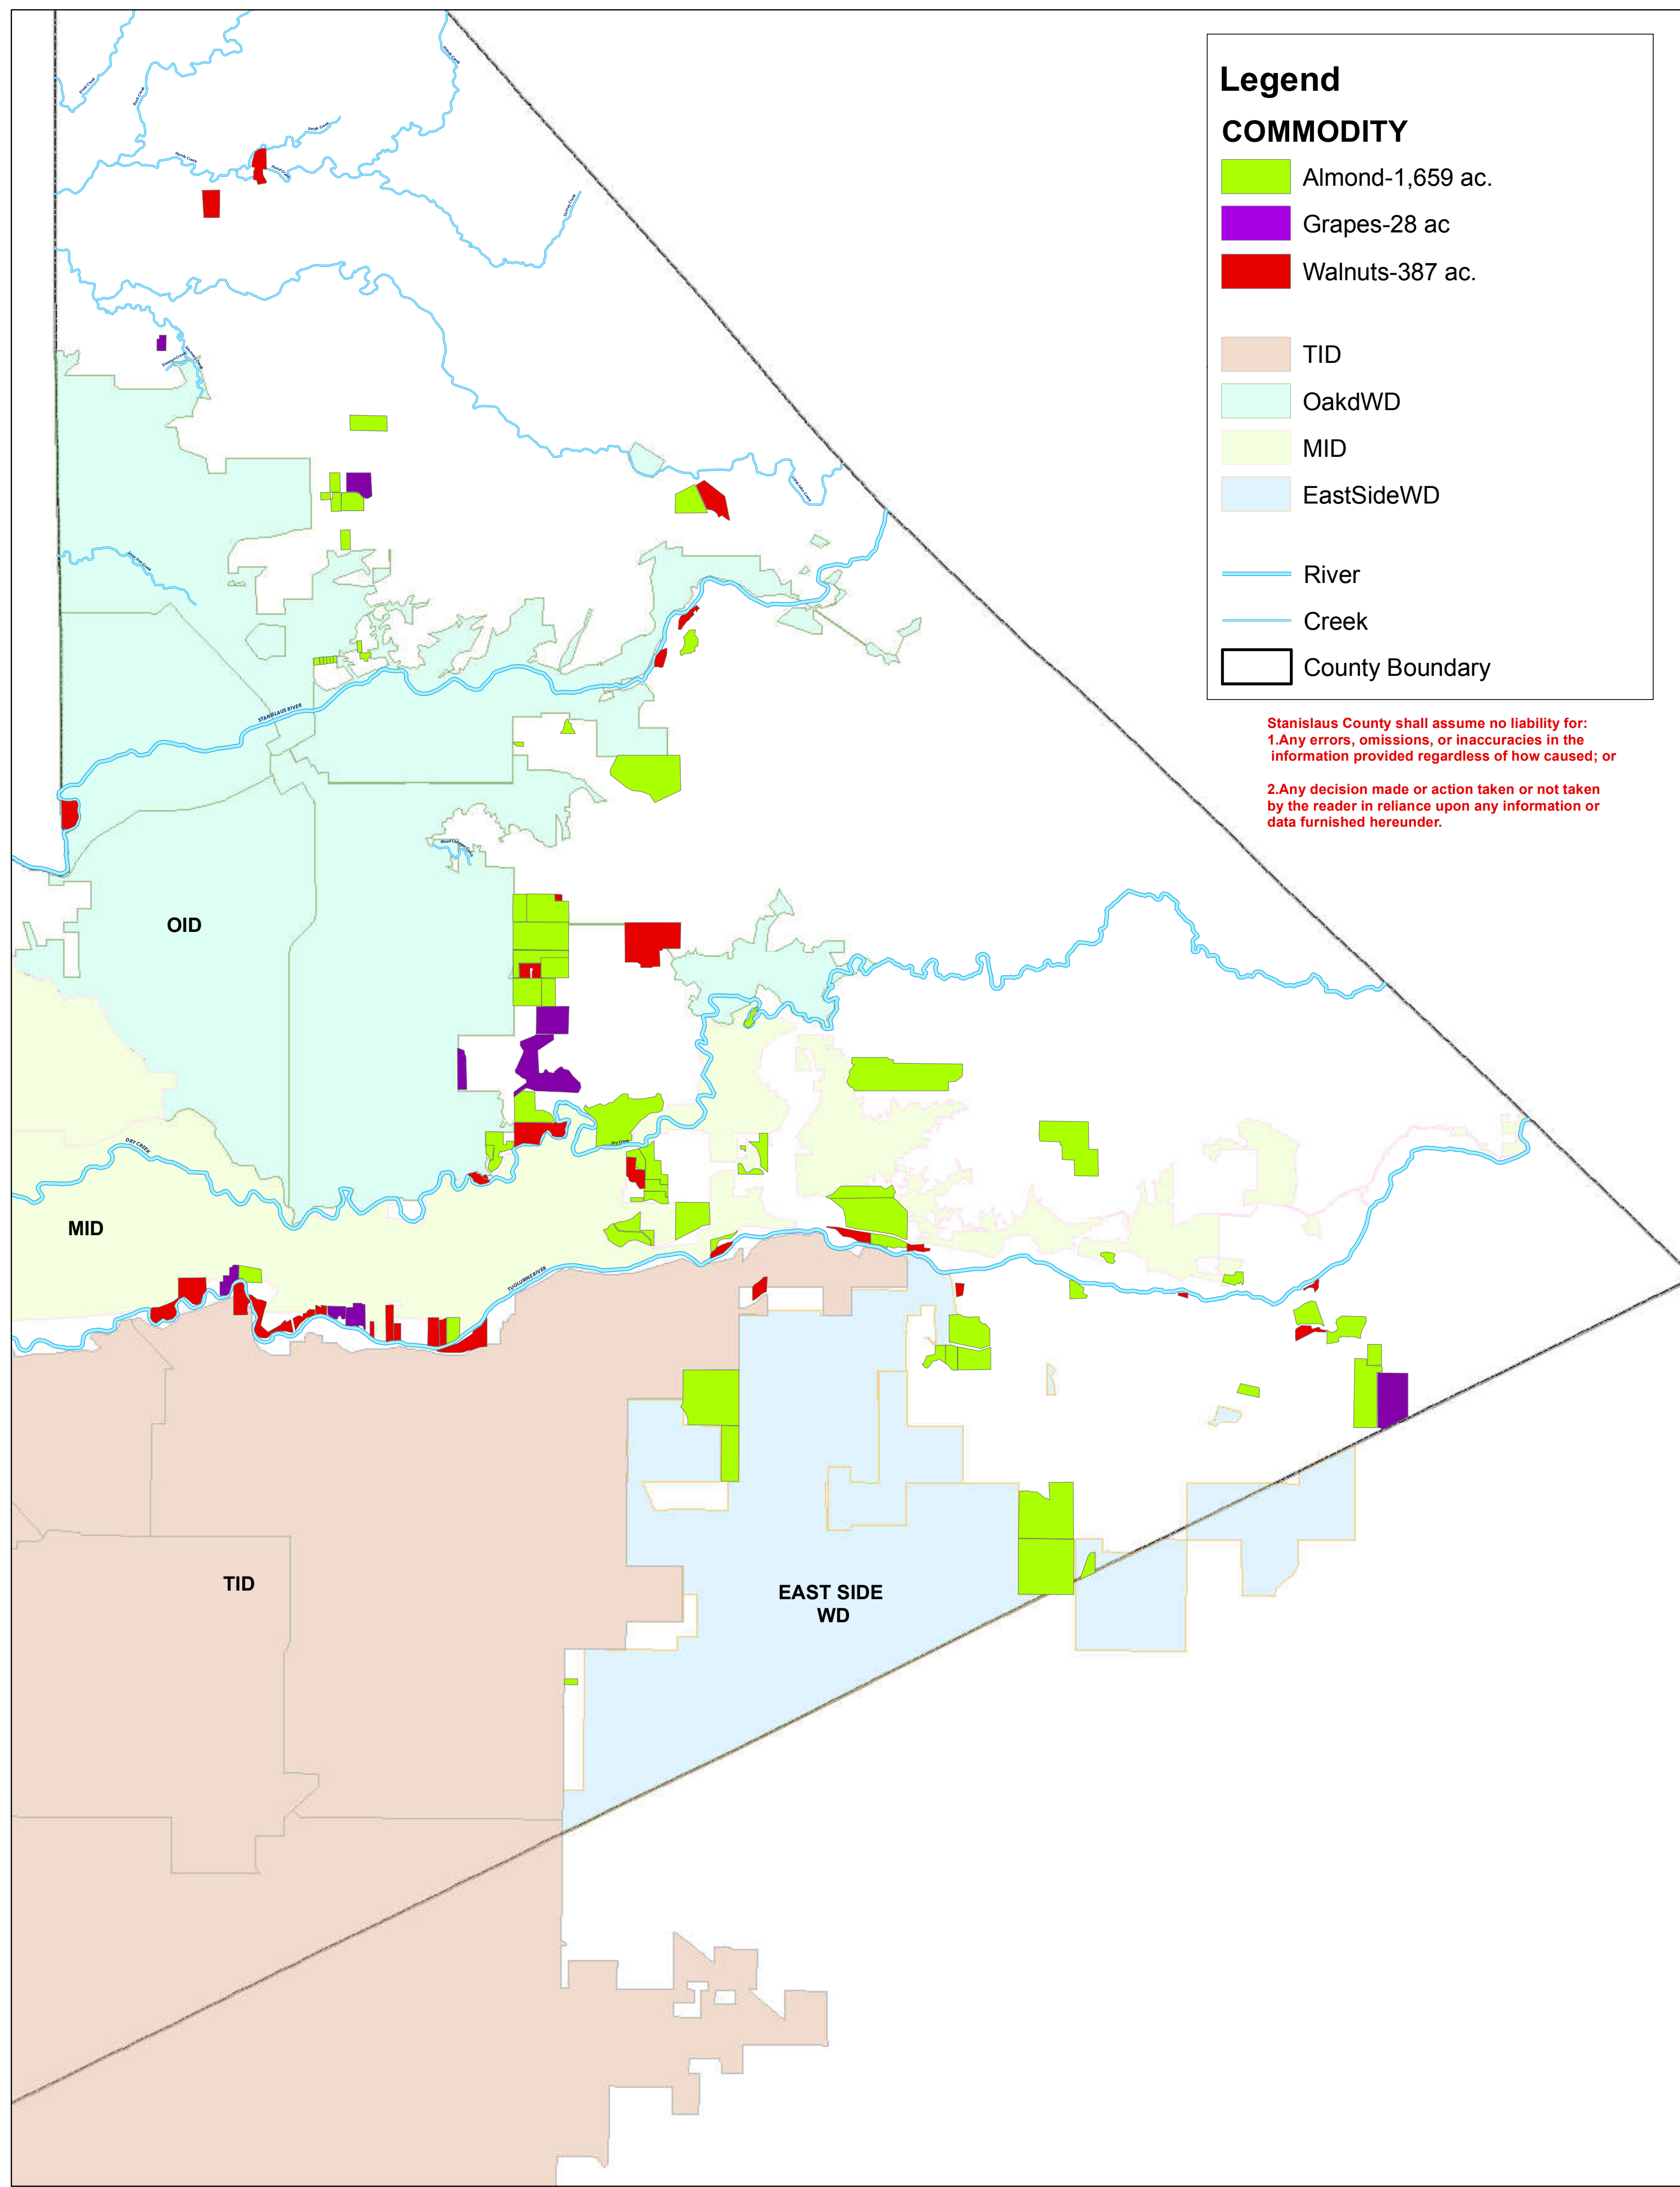 Legend
COMMODITY
Almond-1,659 ac.
Grapes-28 ac
Walnuts-387 ac.
TID
OakdWD
MID
EastSideWD
River
Creek
County Boundary
Stanislaus County shall assume no liability for:
1.Any errors, omissions, or inaccuracies in the
information provided regardless of how caused; or
2.Any decision made or action taken or not taken
by the reader in reliance upon any information or
data furnished hereunder.
STANISLAUS RIVER
OID
DRY CREEK
MID
TUOLUMNE RIVER
TID
EAST SIDE
WD